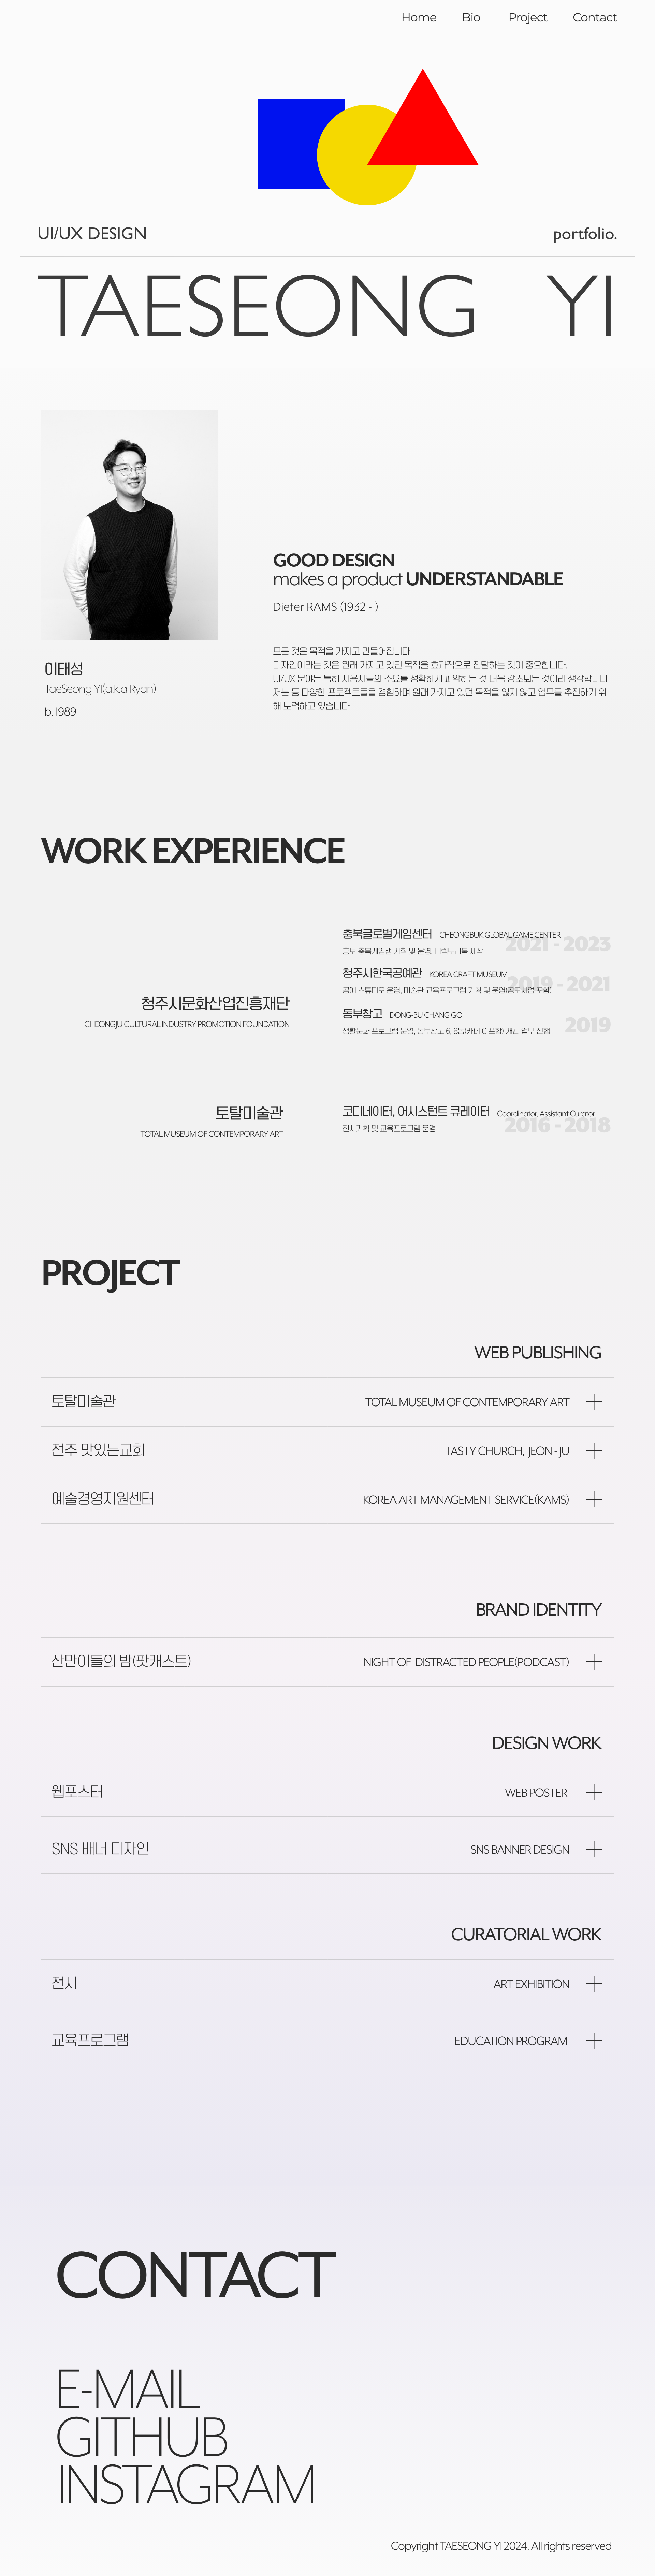 Home Bio Project Contact
UI/UX DESIGN portfolio.
TAESEONG YI
GOOD DESIGN
makes a product UNDERSTANDABLE
Dieter RAMS (1932 - )
모든 것은 목적을 가지고 만들어집니다
디자인이라는 것은 원래 가지고 있던 목적을 효과적으로 전달하는 것이 중요합니다.
UI/UX 분야는 특히 사용자들의 수요를 정확하게 파악하는 것 더욱 강조되는 것이라 생각합니다
저는 등 다양한 프로젝트들을 경험하며 원래 가지고 있던 목적을 잃지 않고 업무를 추진하기 위
해 노력하고 있습니다
이태성
TaeSeong YI(a.k.a Ryan)
b. 1989
WORK EXPERIENCE
청주시문화산업진흥재단
CHEONGJU CULTURAL INDUSTRY PROMOTION FOUNDATION
충북글로벌게임센터 CHEONGBUK GLOBAL GAME CENTER
2021 - 2023
홍보 충북게임잼 기획 및 운영, 디렉토리북 제작
청주시한국공예관 KOREA CRAFT MUSEUM
2019 - 2021
공예 스튜디오 운영, 미술관 교육프로그램 기획 및 운영(공모사업 포함)
동부창고 DONG-BU CHANG GO
2019
생활문화 프로그램 운영, 동부창고 6, 8동(카페 C 포함) 개관 업무 진행
토탈미술관
TOTAL MUSEUM OF CONTEMPORARY ART
코디네이터, 어시스턴트 큐레이터 Coordinator, Assistant Curator
2016 - 2018
전시기획 및 교육프로그램 운영
PROJECT
WEB PUBLISHING
토탈미술관 TOTAL MUSEUM OF CONTEMPORARY ART
전주 맛있는교회 TASTY CHURCH, JEON - JU
예술경영지원센터 KOREA ART MANAGEMENT SERVICE(KAMS)
BRAND IDENTITY
산만이들의 밤(팟캐스트) NIGHT OF DISTRACTED PEOPLE(PODCAST)
DESIGN WORK
웹포스터 WEB POSTER
SNS 배너 디자인 SNS BANNER DESIGN
CURATORIAL WORK
전시 ART EXHIBITION
교육프로그램 EDUCATION PROGRAM
CONTACT
E-MAIL
GITHUB
INSTAGRAM
Copyright TAESEONG YI 2024. All rights reserved